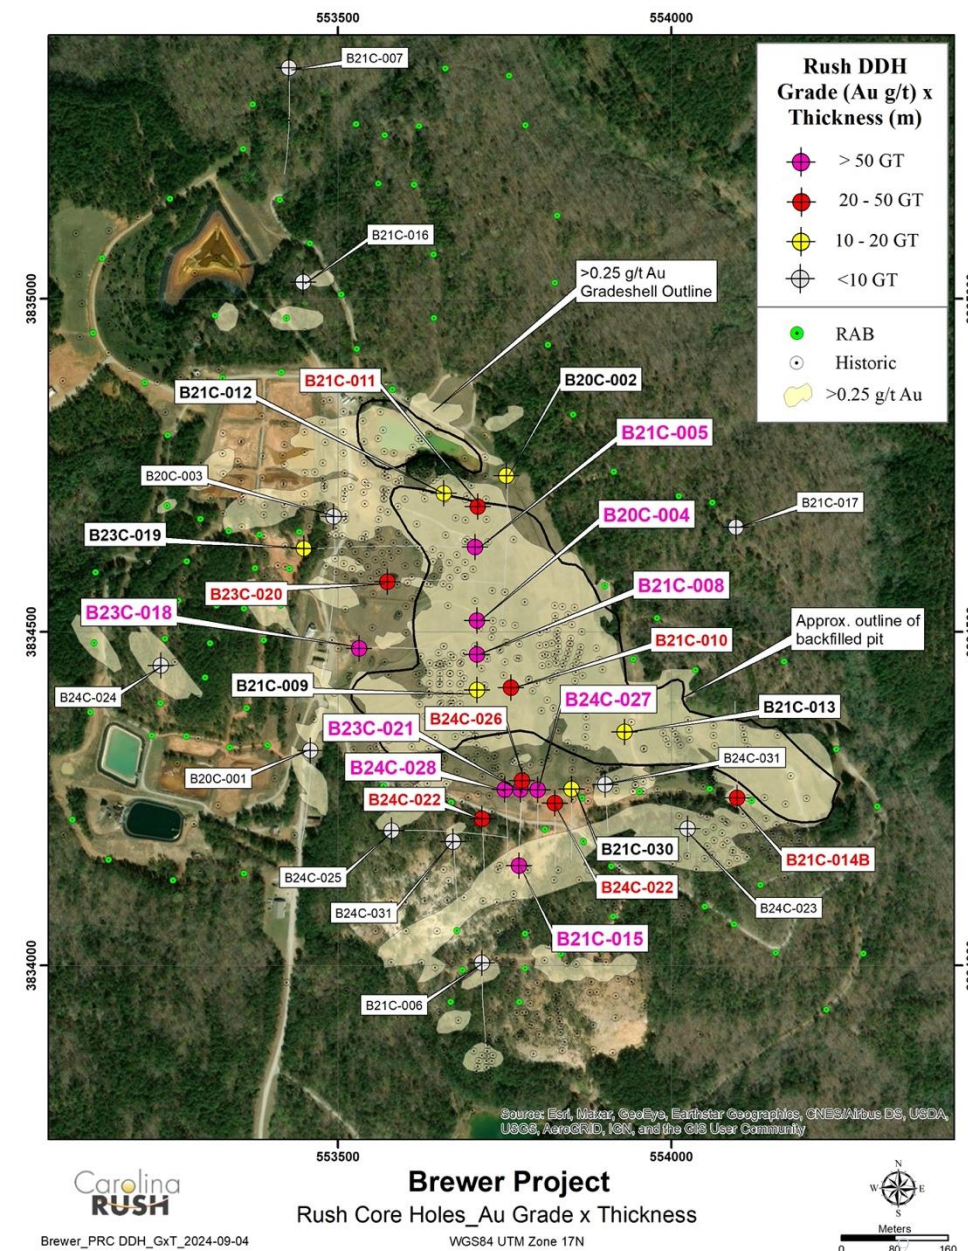 553500
554000
B21C-007
Rush DDH
Grade (Au g/t) x
Thickness (m)
> 50 GT
20 - 50 GT
10 - 20 GT
<10 GT
RAB
Historic
>0.25 g/t Au
B21C-016
>0.25 g/t Au
Gradeshell Outline
3835000
B21C-011
B20C-002
B21C-012
B21C-005
B20C-003
B21C-017
B20C-004
B23C-019
B21C-008
B23C-020
B23C-018
Approx. outline of
backfilled pit
B21C-010
3834500
B21C-009
B24C-024
B24C-027
B21C-013
B24C-026
B23C-021
B24C-031
B20C-001
B24C-028
B24C-022
B21C-030
B21C-014B
B24C-025
B24C-022
B24C-031
B24C-023
B21C-015
3834000
B21C-006
Source: Esri, Maxar, GeoEye, Earthstar Geographics, CNES/Airbus DS, USDA,
USGS, AeroGRID, IGN, and the GIS User Community
553500
554000
Carolina
RUSH
Brewer Project
Rush Core Holes_Au Grade x Thickness
WGS84 UTM Zone 17N
Brewer_PRC DDH_GxT_2024-09-04
N
W
E
S
Meters
0
80
160